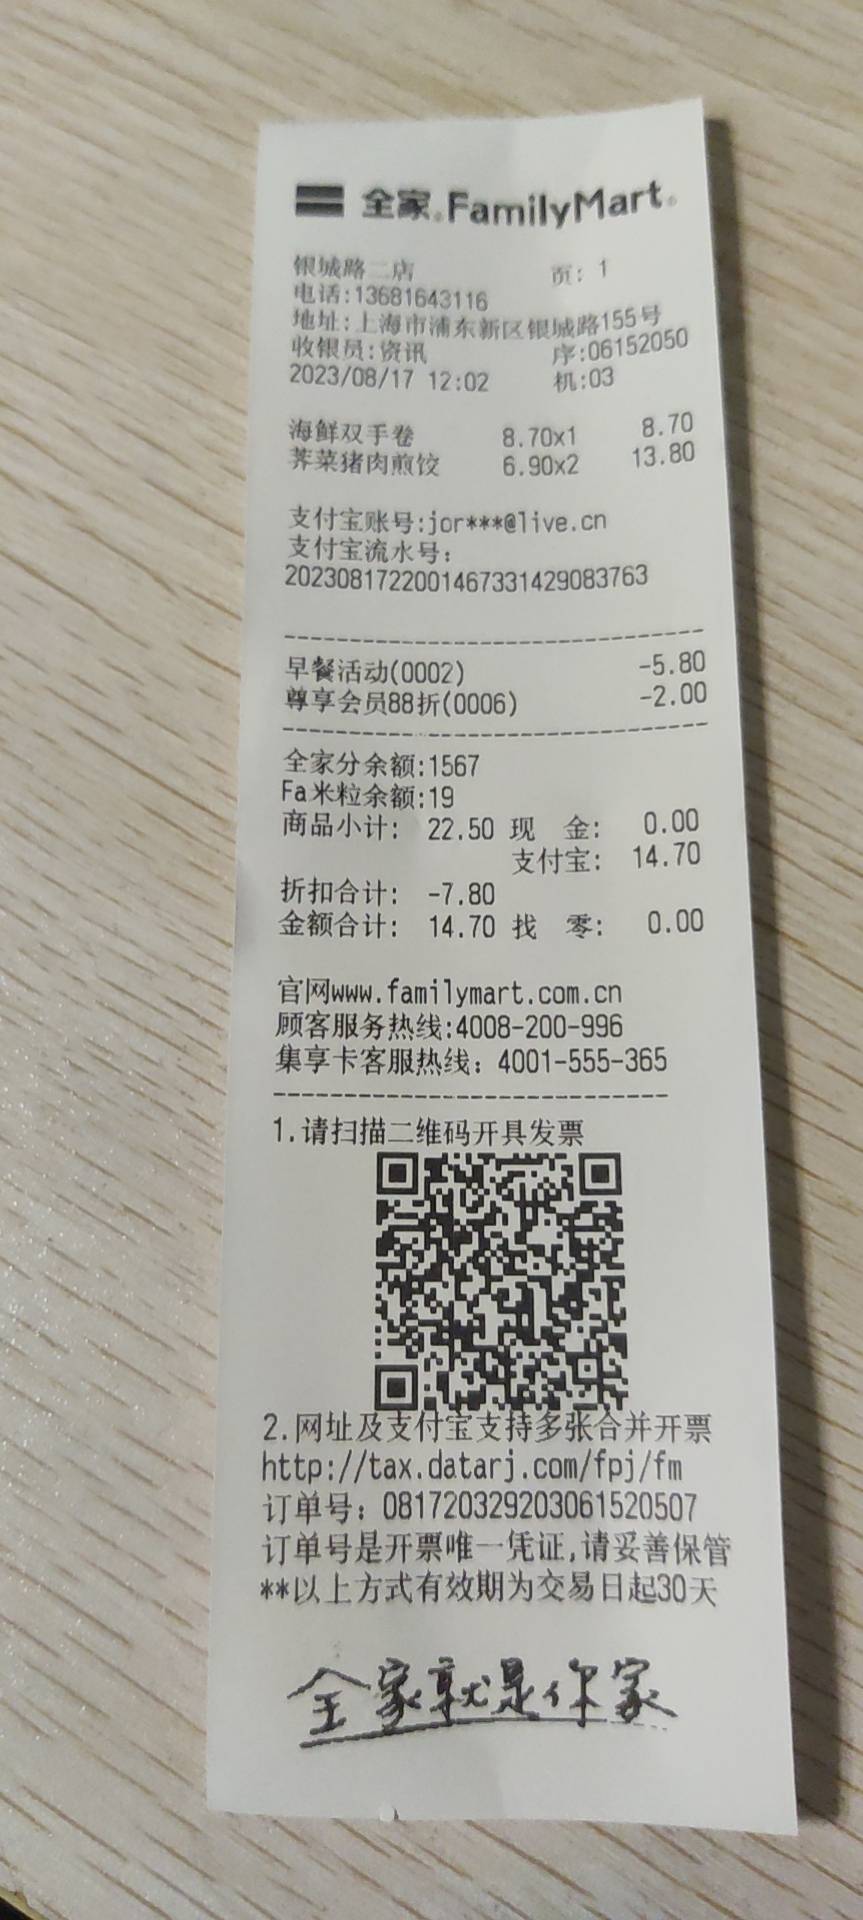 全家®FamilyMart®
银城路二店 页: 1
电话:13681643116
地址:上海市浦东新区银城路155号
收银员:资讯 序:06152050
2023/08/17 12:02 机:03
海鲜双手卷 8.70x1 8.70
荠菜猪肉煎饺 6.90x2 13.80
支付宝账号:jor***@live.cn
支付宝流水号:
2023081722001467331429083763
早餐活动(0002) -5.80
尊享会员88折(0006) -2.00
全家分余额:1567
Fa米粒余额:19
商品小计: 22.50 现 金: 0.00
支付宝: 14.70
折扣合计: -7.80
金额合计: 14.70 找 零: 0.00
官网www.familymart.com.cn
顾客服务热线:4008-200-996
集享卡客服热线: 4001-555-365
1.请扫描二维码开具发票
2.网址及支付宝支持多张合并开票
http://tax.datarj.com/fpj/fm
订单号: 081720329203061520507
订单号是开票唯一凭证,请妥善保管
**以上方式有效期为交易日起30天
全家就是你家